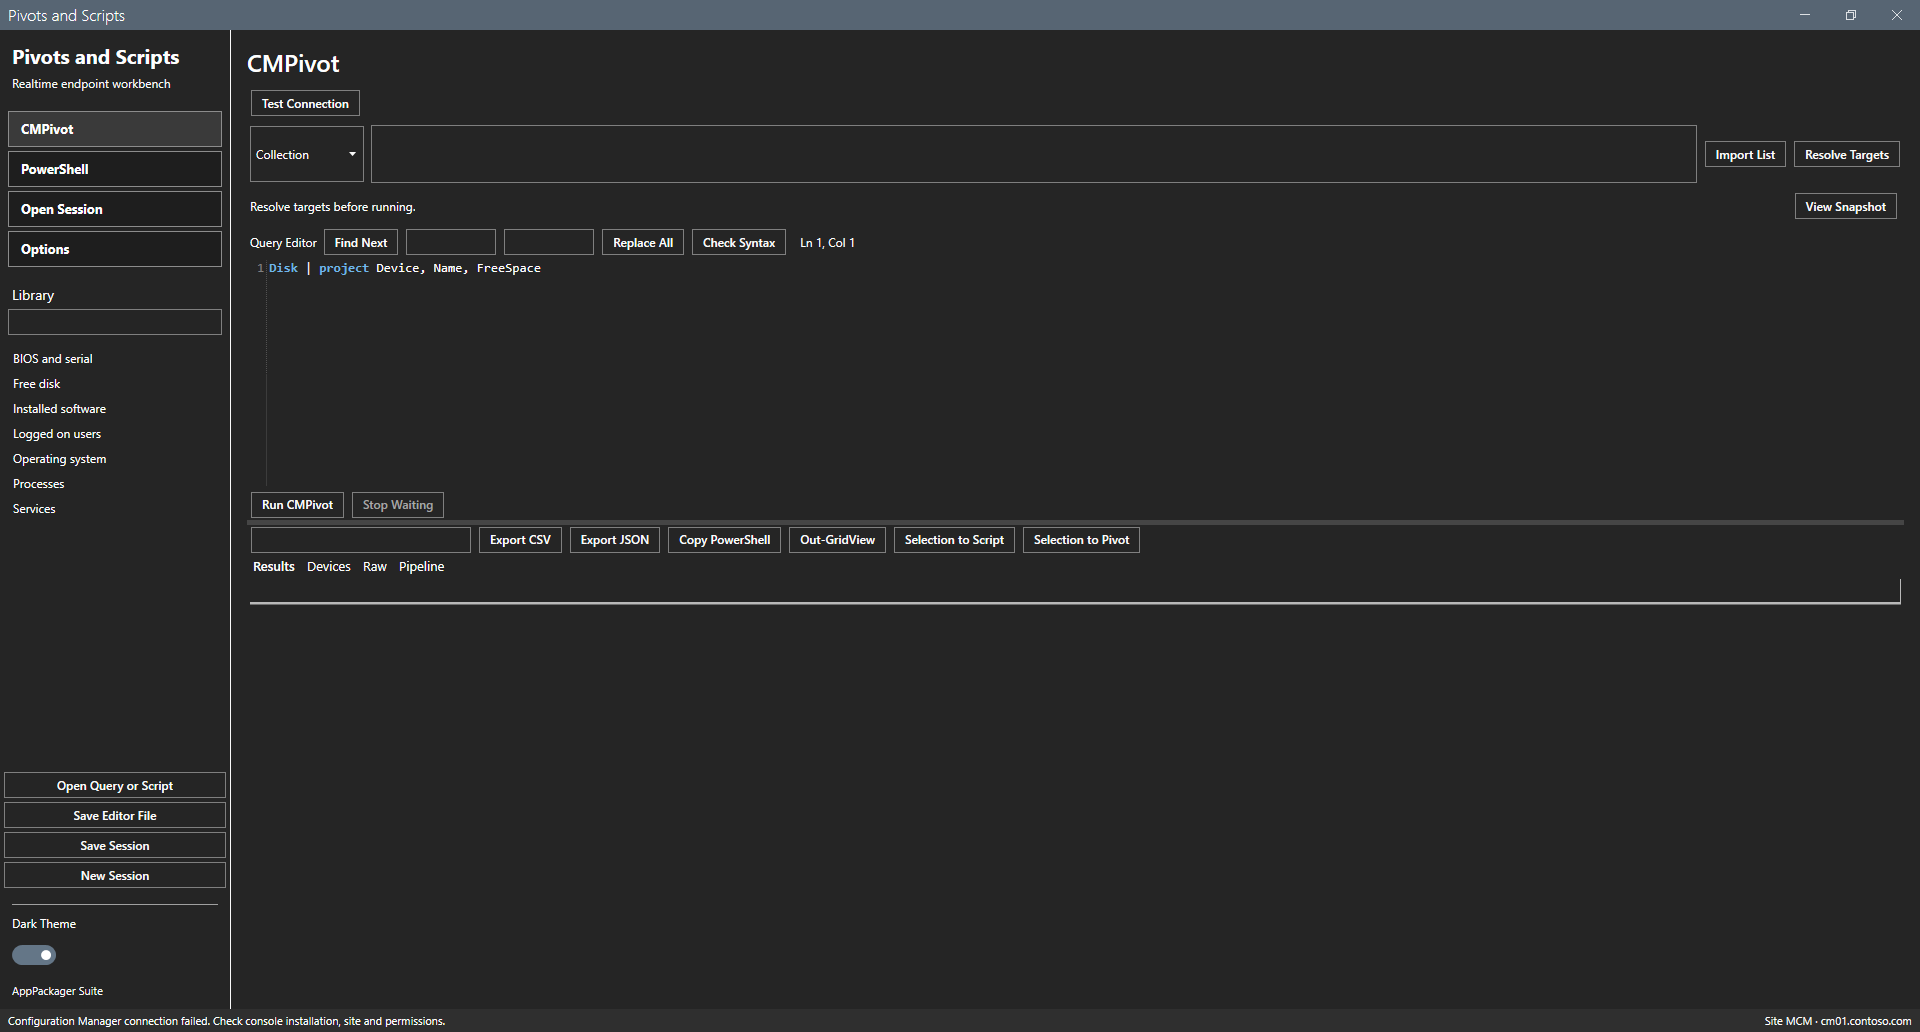 Pivots and Scripts
Pivots and Scripts
Realtime endpoint workbench
CMPivot
PowerShell
Open Session
Options
Library
BIOS and serial
Free disk
Installed software
Logged on users
Operating system
Processes
Services
Open Query or Script
Save Editor File
Save Session
New Session
Dark Theme
AppPackager Suite
CMPivot
Test Connection
Collection
Import List
Resolve Targets
Resolve targets before running.
View Snapshot
Query Editor
Find Next
Replace All
Check Syntax
Ln 1, Col 1
1 Disk | project Device, Name, FreeSpace
Run CMPivot
Stop Waiting
Export CSV
Export JSON
Copy PowerShell
Out-GridView
Selection to Script
Selection to Pivot
Results
Devices
Raw
Pipeline
Configuration Manager connection failed. Check console installation, site and permissions.
Site MCM · cm01.contoso.com